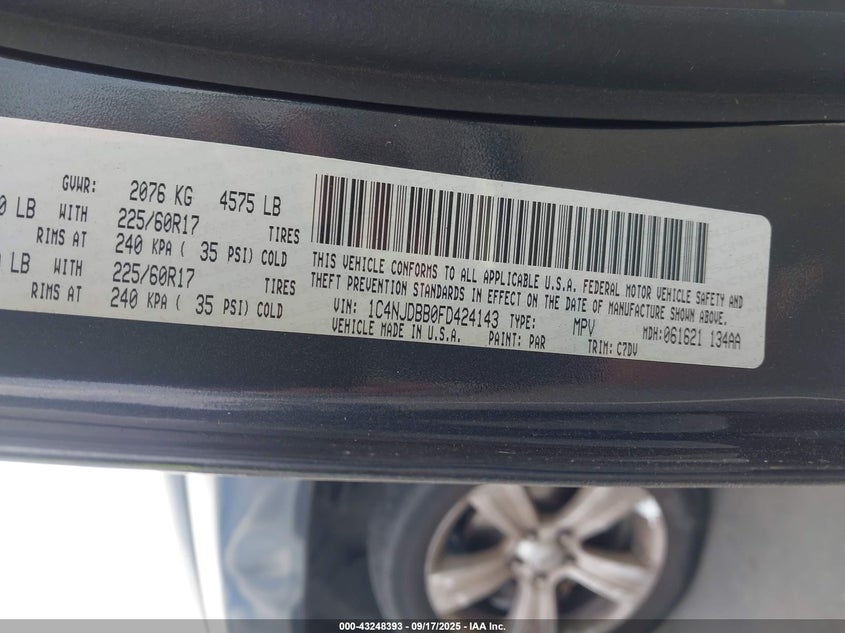 GVWR: 2076 KG 4575 LB
0 LB WITH 225/60R17 TIRES
RIMS AT 240 KPA ( 35 PSI) COLD
LB WITH 225/60R17 TIRES
RIMS AT 240 KPA ( 35 PSI) COLD
THIS VEHICLE CONFORMS TO ALL APPLICABLE U.S.A. FEDERAL MOTOR VEHICLE SAFETY AND
THEFT PREVENTION STANDARDS IN EFFECT ON THE DATE OF MANUFACTURE SHOWN ABOVE.
VIN: 1C4NJDBB0FD424143 TYPE: MPV MDH:061621 134AA
VEHICLE MADE IN U.S.A. PAINT: PAR TRIM: C7DV
000-43248393 - 09/17/2025 - IAA Inc.